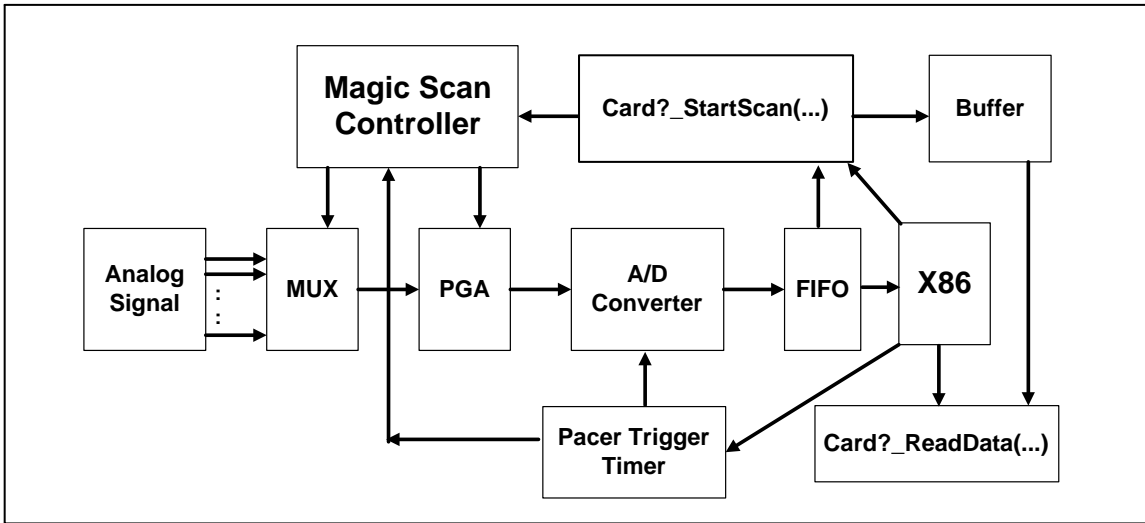 Magic Scan
Controller
Card?_StartScan(...)
Buffer
Analog
Signal
:
:
MUX
PGA
A/D
Converter
FIFO
X86
Pacer Trigger
Timer
Card?_ReadData(...)